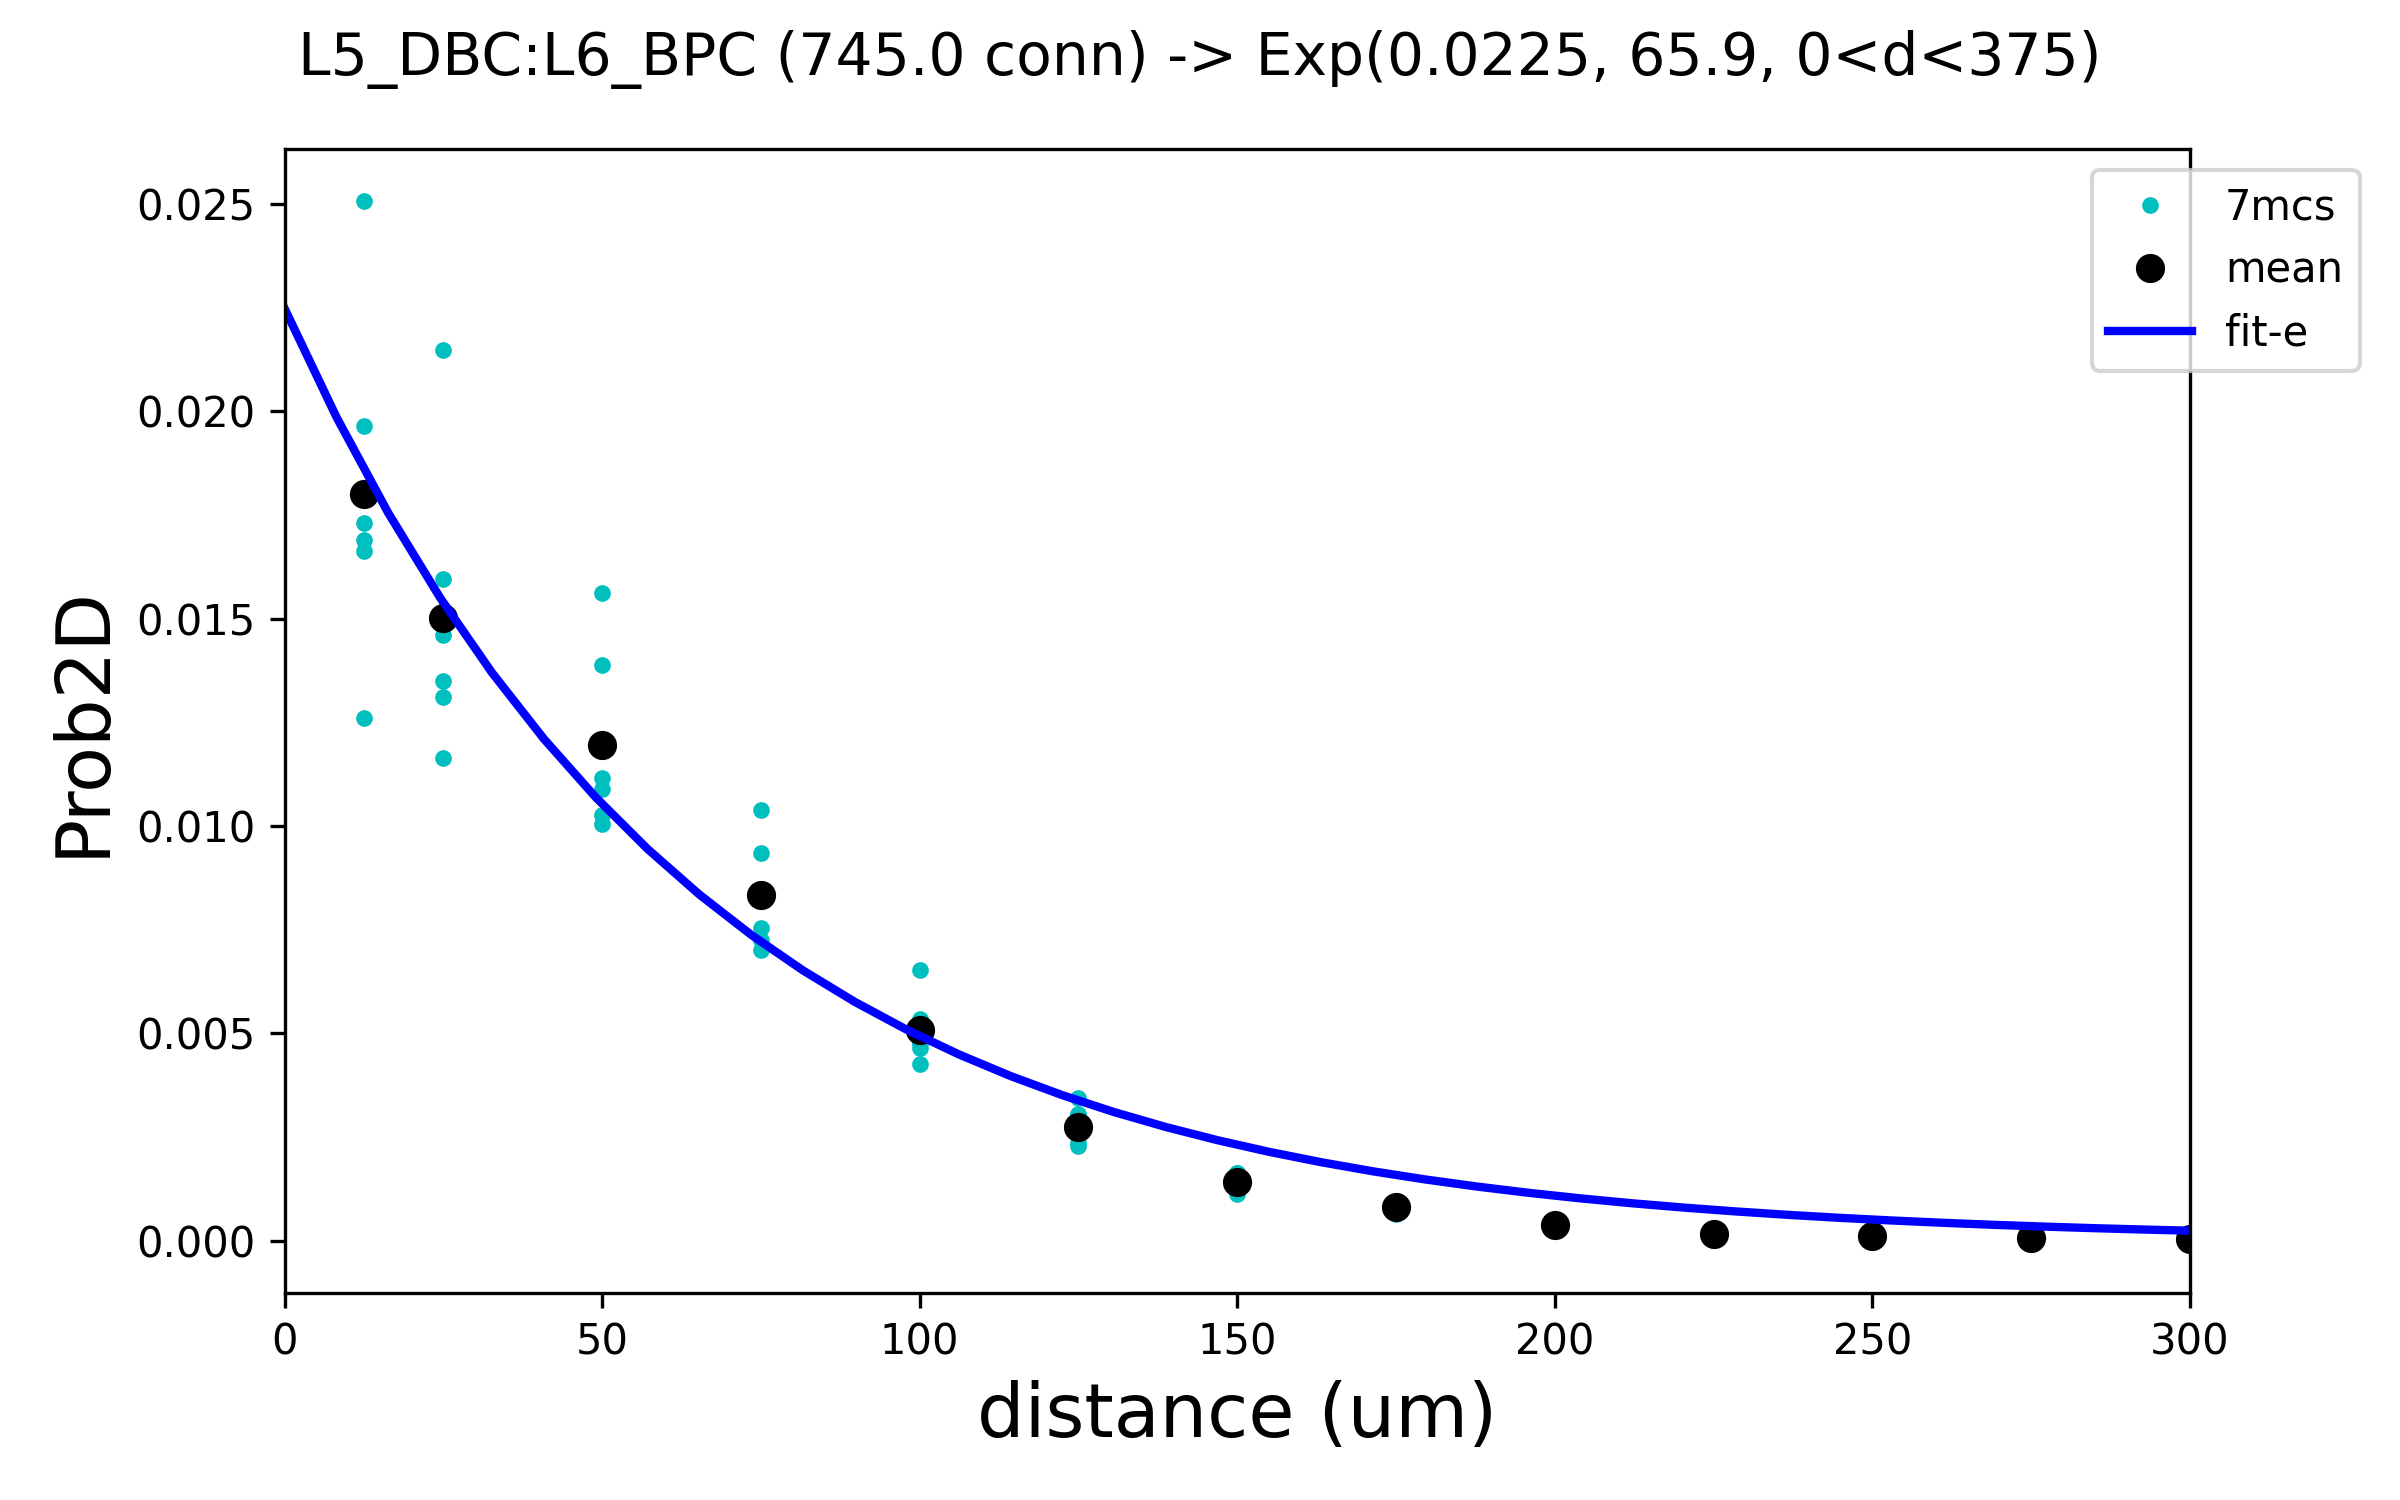 L5_DBC:L6_BPC (745.0 conn) -> Exp(0.0225, 65.9, 0<d<375)
7mcs
mean
fit-e
0.025
0.020
0.015
0.010
0.005
0.000
Prob2D
0 50 100 150 200 250 300
distance (um)